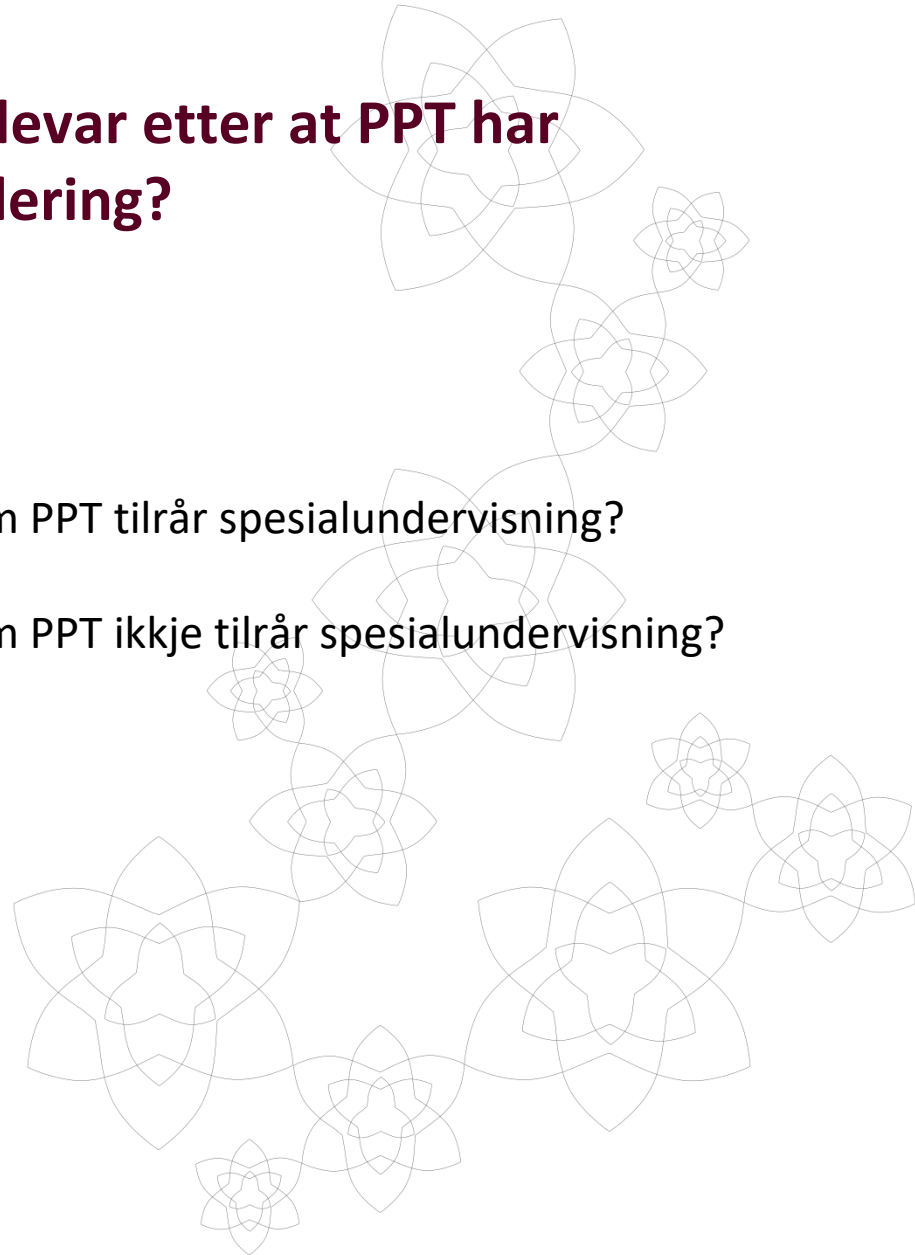 levar etter at PPT har
lering?
m PPT tilrår spesialundervisning?
m PPT ikkje tilrår spesialundervisning?